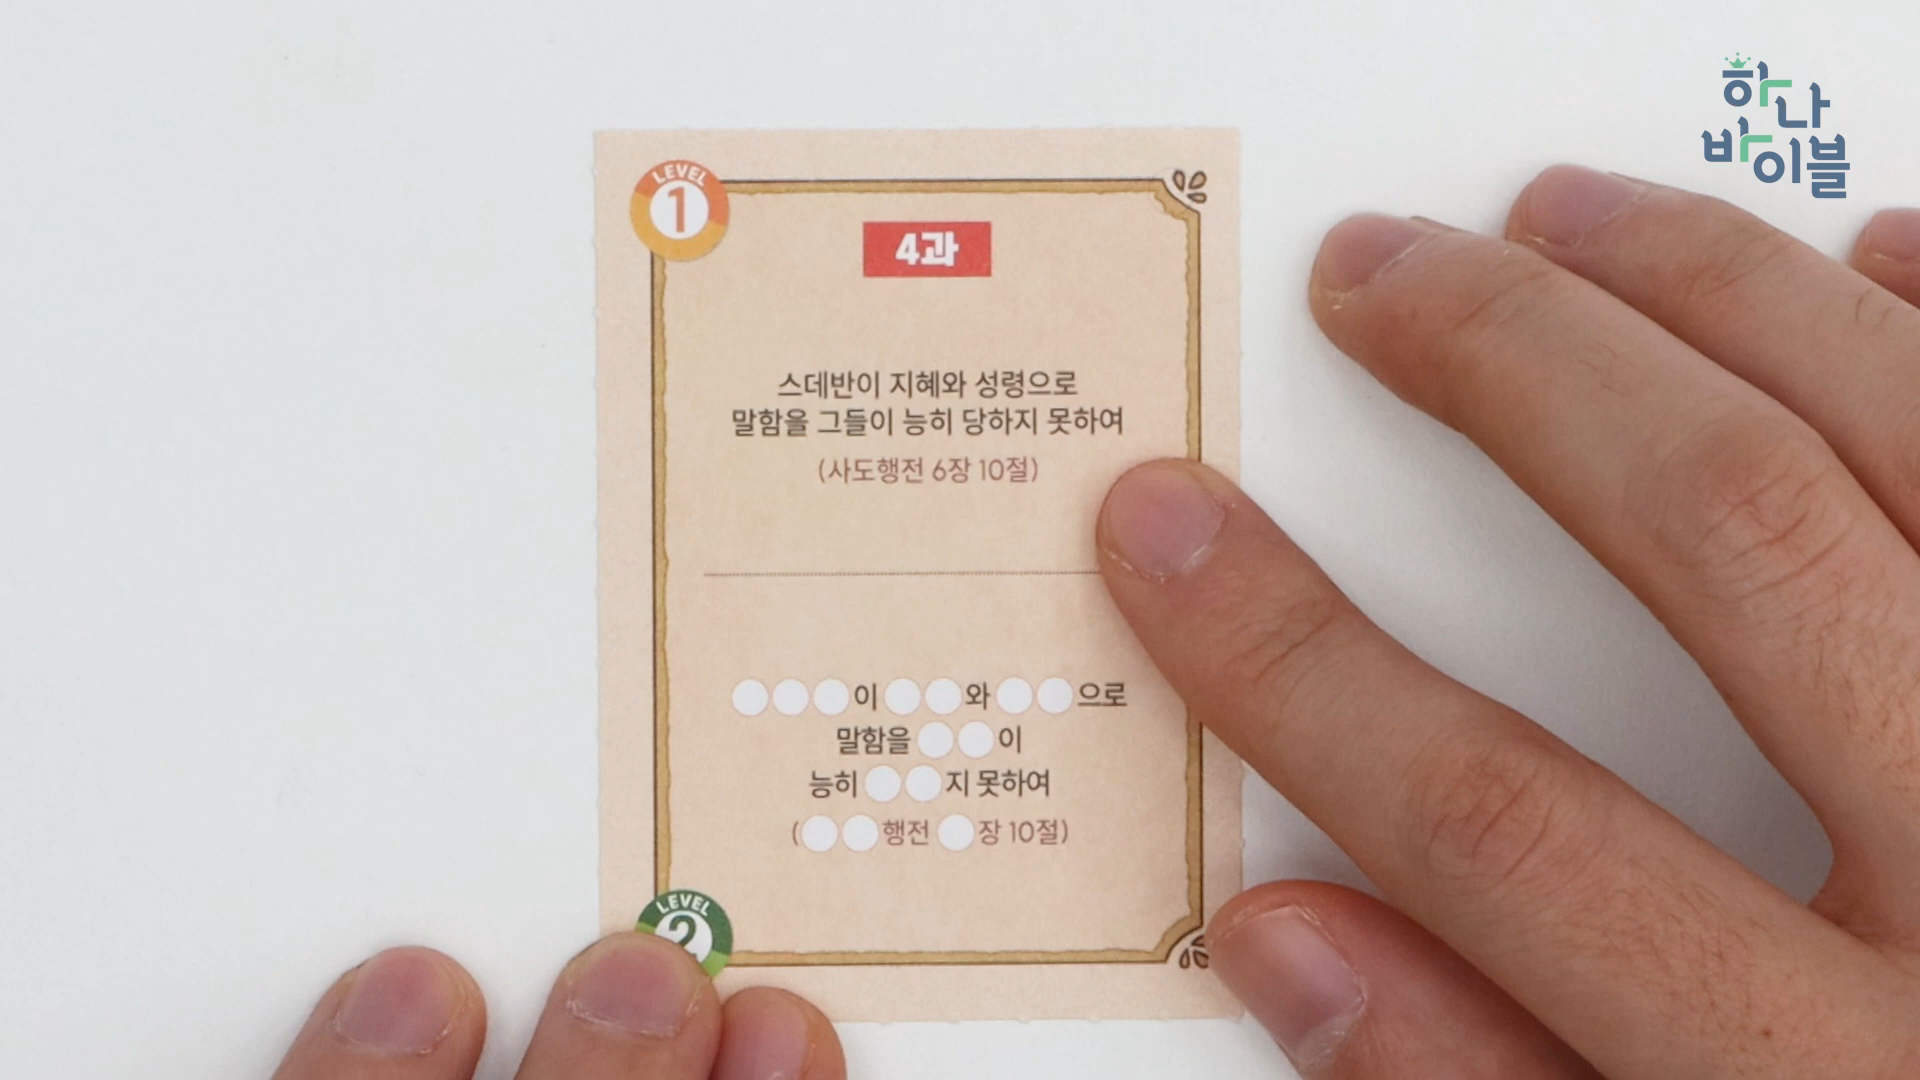 하나
바이블
LEVEL
1
4과
스데반이 지혜와 성령으로
말함을 그들이 능히 당하지 못하여
(사도행전 6장 10절)
○○○이 ○○와 ○○으로
말함을 ○○이
능히 ○○지 못하여
(○○행전 ○장 10절)
LEVEL
2